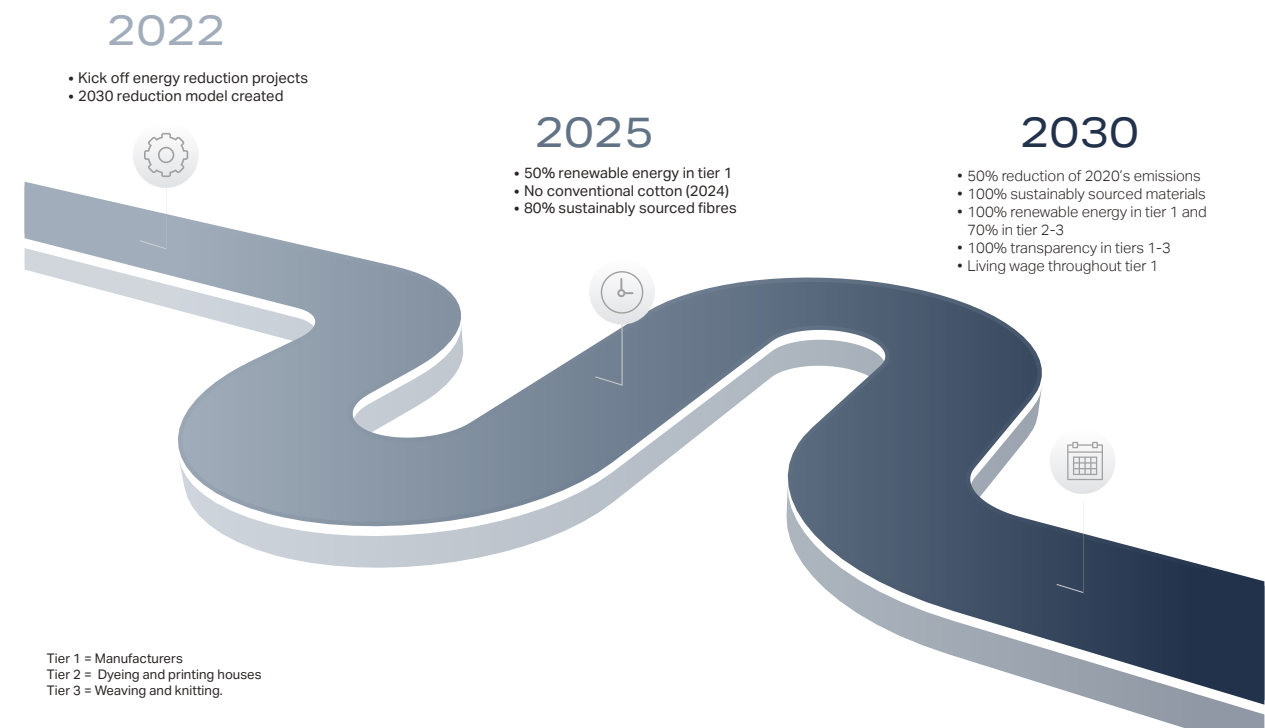 2022
• Kick off energy reduction projects
• 2030 reduction model created
2025
• 50% renewable energy in tier 1
• No conventional cotton (2024)
• 80% sustainably sourced fibres
2030
• 50% reduction of 2020's emissions
• 100% sustainably sourced materials
• 100% renewable energy in tier 1 and
70% in tier 2-3
• 100% transparency in tiers 1-3
• Living wage throughout tier 1
Tier 1 = Manufacturers
Tier 2 = Dyeing and printing houses
Tier 3 = Weaving and knitting.